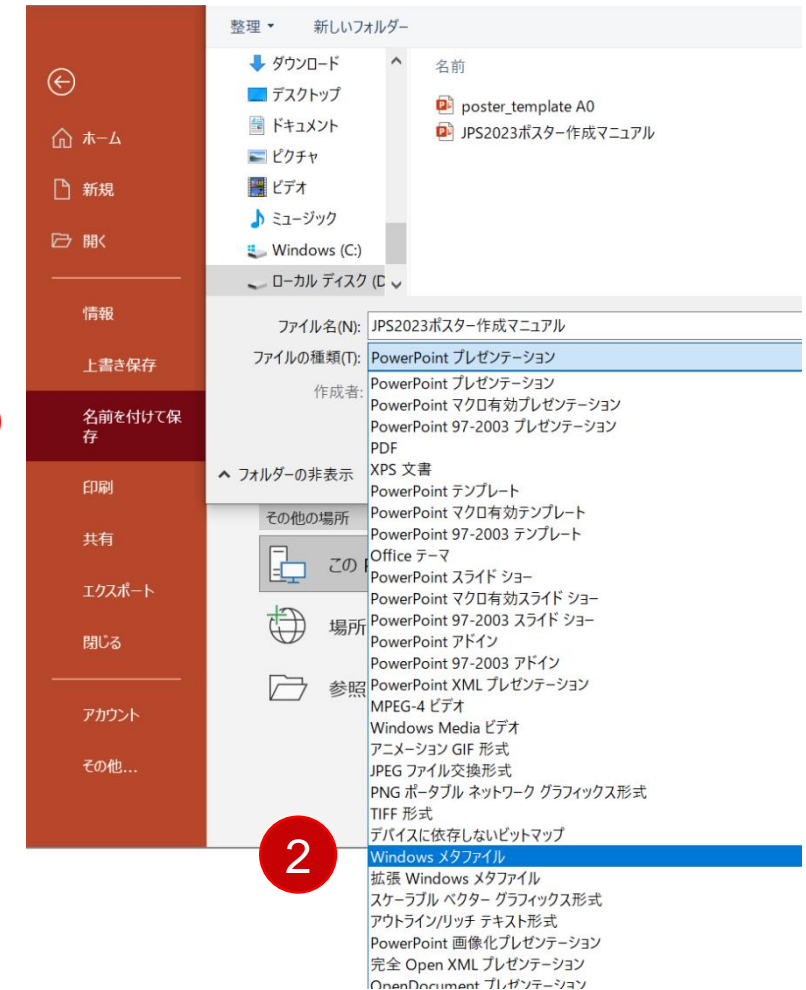 整理 新しいフォルダー
ダウンロード
デスクトップ
ドキュメント
ピクチャ
ビデオ
ミュージック
Windows (C:)
ローカル ディスク (D
名前
poster_template A0
JPS2023ポスター作成マニュアル
ホーム
新規
開く
情報
上書き保存
名前を付けて保
存
印刷
共有
エクスポート
閉じる
アカウント
その他...
ファイル名(N): JPS2023ポスター作成マニュアル
ファイルの種類(T): PowerPoint プレゼンテーション
作成者:
フォルダーの非表示
その他の場所
この
場所
参照
PowerPoint プレゼンテーション
PowerPoint マクロ有効プレゼンテーション
PowerPoint 97-2003 プレゼンテーション
PDF
XPS 文書
PowerPoint テンプレート
PowerPoint マクロ有効テンプレート
PowerPoint 97-2003 テンプレート
Office テーマ
PowerPoint スライド ショー
PowerPoint マクロ有効スライド ショー
PowerPoint 97-2003 スライド ショー
PowerPoint アドイン
PowerPoint 97-2003 アドイン
PowerPoint XML プレゼンテーション
MPEG-4 ビデオ
Windows Media ビデオ
アニメーション GIF 形式
JPEG ファイル交換形式
PNG ポータブル ネットワーク グラフィックス形式
TIFF 形式
デバイスに依存しないビットマップ
2
Windows メタファイル
拡張 Windows メタファイル
スケーラブル ベクター グラフィックス形式
アウトライン/リッチ テキスト形式
PowerPoint 画像化プレゼンテーション
完全 Open XML プレゼンテーション
OpenDocument プレゼンテーション